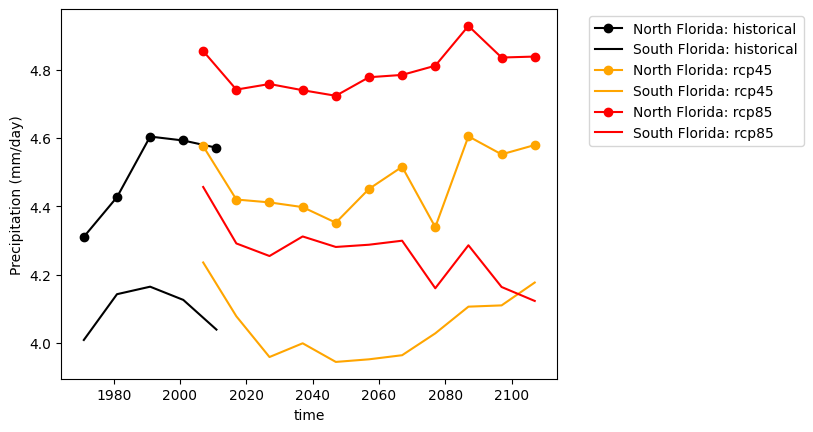 North Florida: historical
South Florida: historical
North Florida: rcp45
South Florida: rcp45
North Florida: rcp85
South Florida: rcp85
Precipitation (mm/day)
4.8
4.6
4.4
4.2
4.0
1980 2000 2020 2040 2060 2080 2100
time